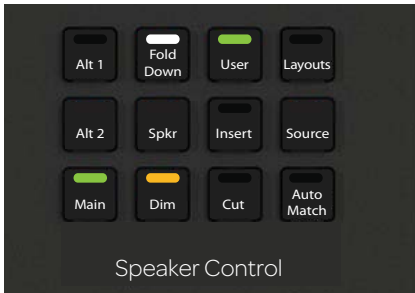 Alt 1
Fold
Down
User
Layouts
Alt 2
Spkr
Insert
Source
Main
Dim
Cut
Auto
Match
Speaker Control